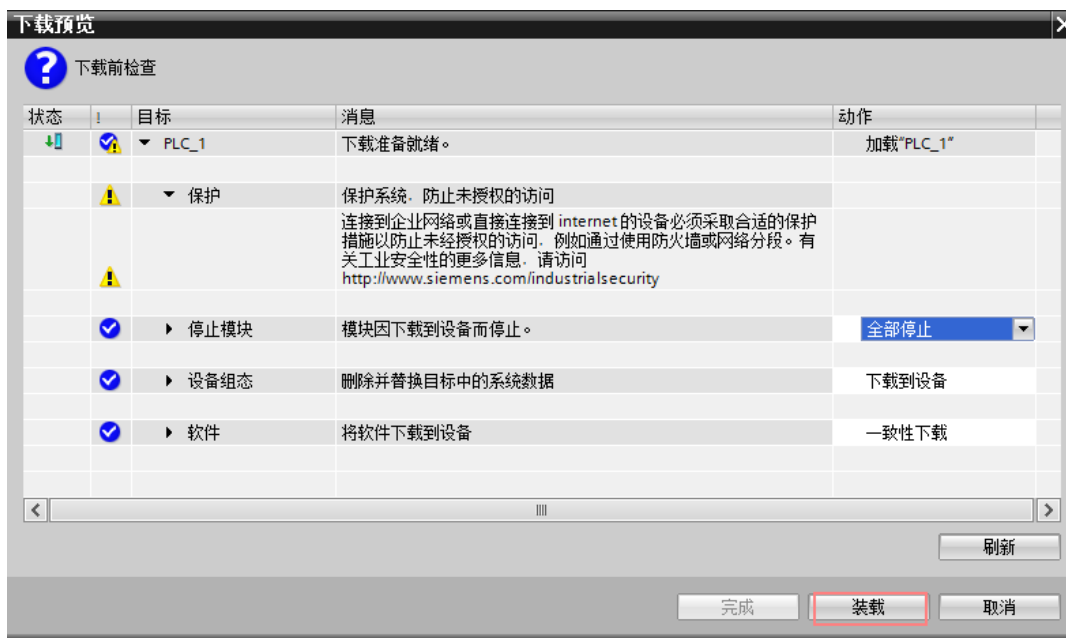 下载预览
下载前检查
状态 ! 目标 消息 动作
PLC_1 下载准备就绪。 加载"PLC_1"
保护 保护系统，防止未授权的访问
连接到企业网络或直接连接到 internet 的设备必须采取合适的保护
措施以防止未经授权的访问，例如通过使用防火墙或网络分段。有
关工业安全性的更多信息，请访问
http://www.siemens.com/industrialsecurity
停止模块 模块因下载到设备而停止。 全部停止
设备组态 删除并替换目标中的系统数据 下载到设备
软件 将软件下载到设备 一致性下载
刷新
完成 装载 取消